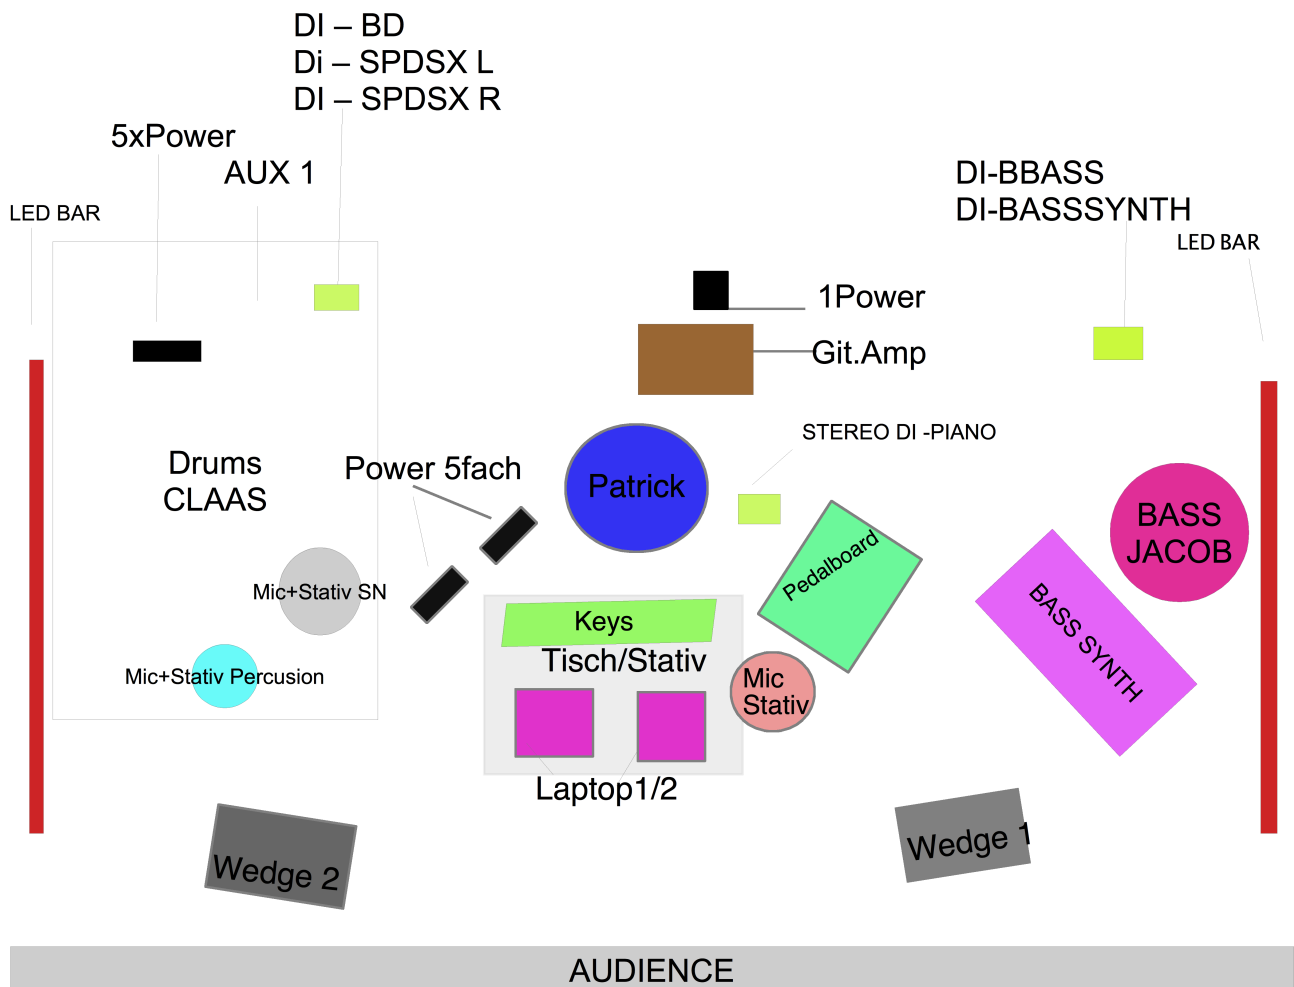 DI – BD
Di – SPDSX L
DI – SPDSX R
5xPower
AUX 1
DI-BBASS
DI-BASSSYNTH
LED BAR
LED BAR
1Power
Git.Amp
STEREO DI -PIANO
Drums
CLAAS
Power 5fach
Patrick
BASS
JACOB
Pedalboard
Mic+Stativ SN
Keys
BASS SYNTH
Tisch/Stativ
Mic+Stativ Percusion
Mic
Stativ
Laptop1/2
Wedge 1
Wedge 2
AUDIENCE